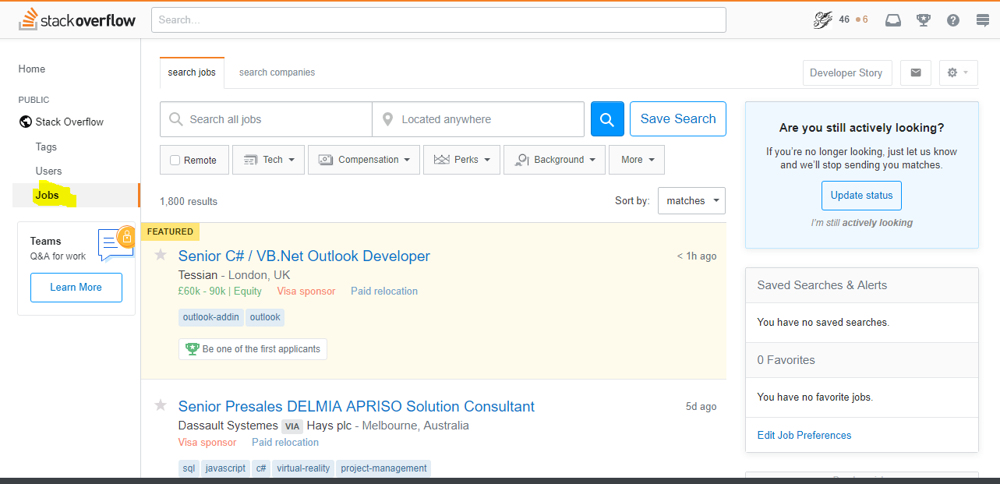 stackoverflow
Search...
46 6
Home
PUBLIC
Stack Overflow
Tags
Users
Jobs
Teams
Q&A for work
Learn More
search jobs search companies
Developer Story
Search all jobs
Located anywhere
Save Search
Remote Tech Compensation Perks Background More
1,800 results
Sort by: matches
FEATURED
Senior C# / VB.Net Outlook Developer
< 1h ago
Tessian - London, UK
£60k - 90k | Equity Visa sponsor Paid relocation
outlook-addin outlook
Be one of the first applicants
Senior Presales DELMIA APRISO Solution Consultant
5d ago
Dassault Systemes VIA Hays plc - Melbourne, Australia
Visa sponsor Paid relocation
sql javascript c# virtual-reality project-management
Are you still actively looking?
If you're no longer looking, just let us know
and we'll stop sending you matches.
Update status
I'm still actively looking
Saved Searches & Alerts
You have no saved searches.
0 Favorites
You have no favorite jobs.
Edit Job Preferences